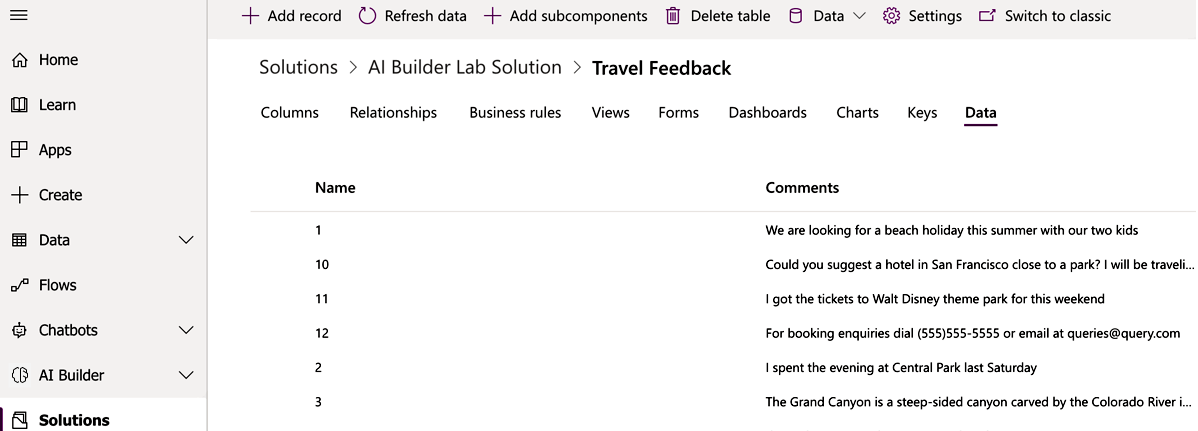 Add record Refresh data Add subcomponents Delete table Data Settings Switch to classic
Home
Learn
Apps
Create
Data
Flows
Chatbots
AI Builder
Solutions
Solutions > AI Builder Lab Solution > Travel Feedback
Columns Relationships Business rules Views Forms Dashboards Charts Keys Data
Name Comments
1 We are looking for a beach holiday this summer with our two kids
10 Could you suggest a hotel in San Francisco close to a park? I will be traveli...
11 I got the tickets to Walt Disney theme park for this weekend
12 For booking enquiries dial (555)555-5555 or email at queries@query.com
2 I spent the evening at Central Park last Saturday
3 The Grand Canyon is a steep-sided canyon carved by the Colorado River i...